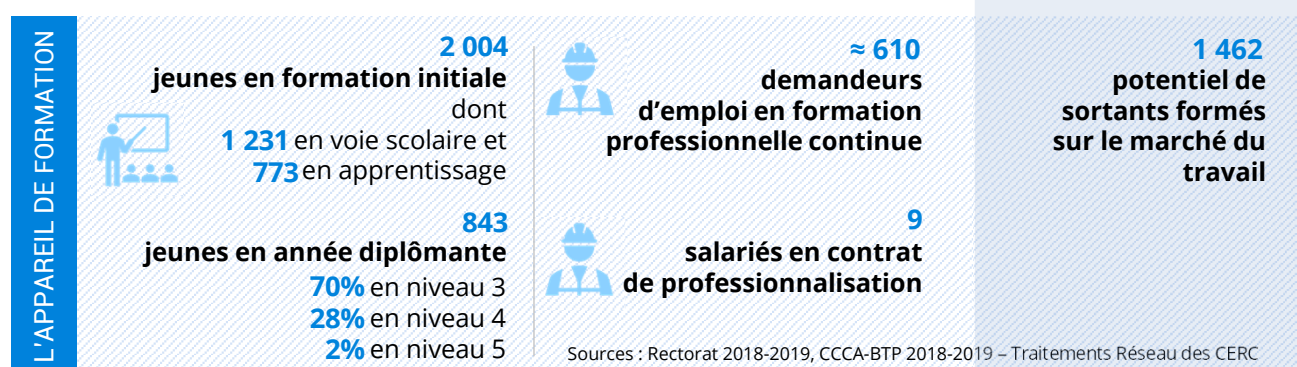 L'APPAREIL DE FORMATION
2 004
jeunes en formation initiale
dont
1 231 en voie scolaire et
773 en apprentissage
843
jeunes en année diplômante
70% en niveau 3
28% en niveau 4
2% en niveau 5
≈ 610
demandeurs
d’emploi en formation
professionnelle continue
9
salariés en contrat
de professionnalisation
1 462
potentiel de
sortants formés
sur le marché du
travail
Sources : Rectorat 2018-2019, CCCA-BTP 2018-2019 – Traitements Réseau des CERC